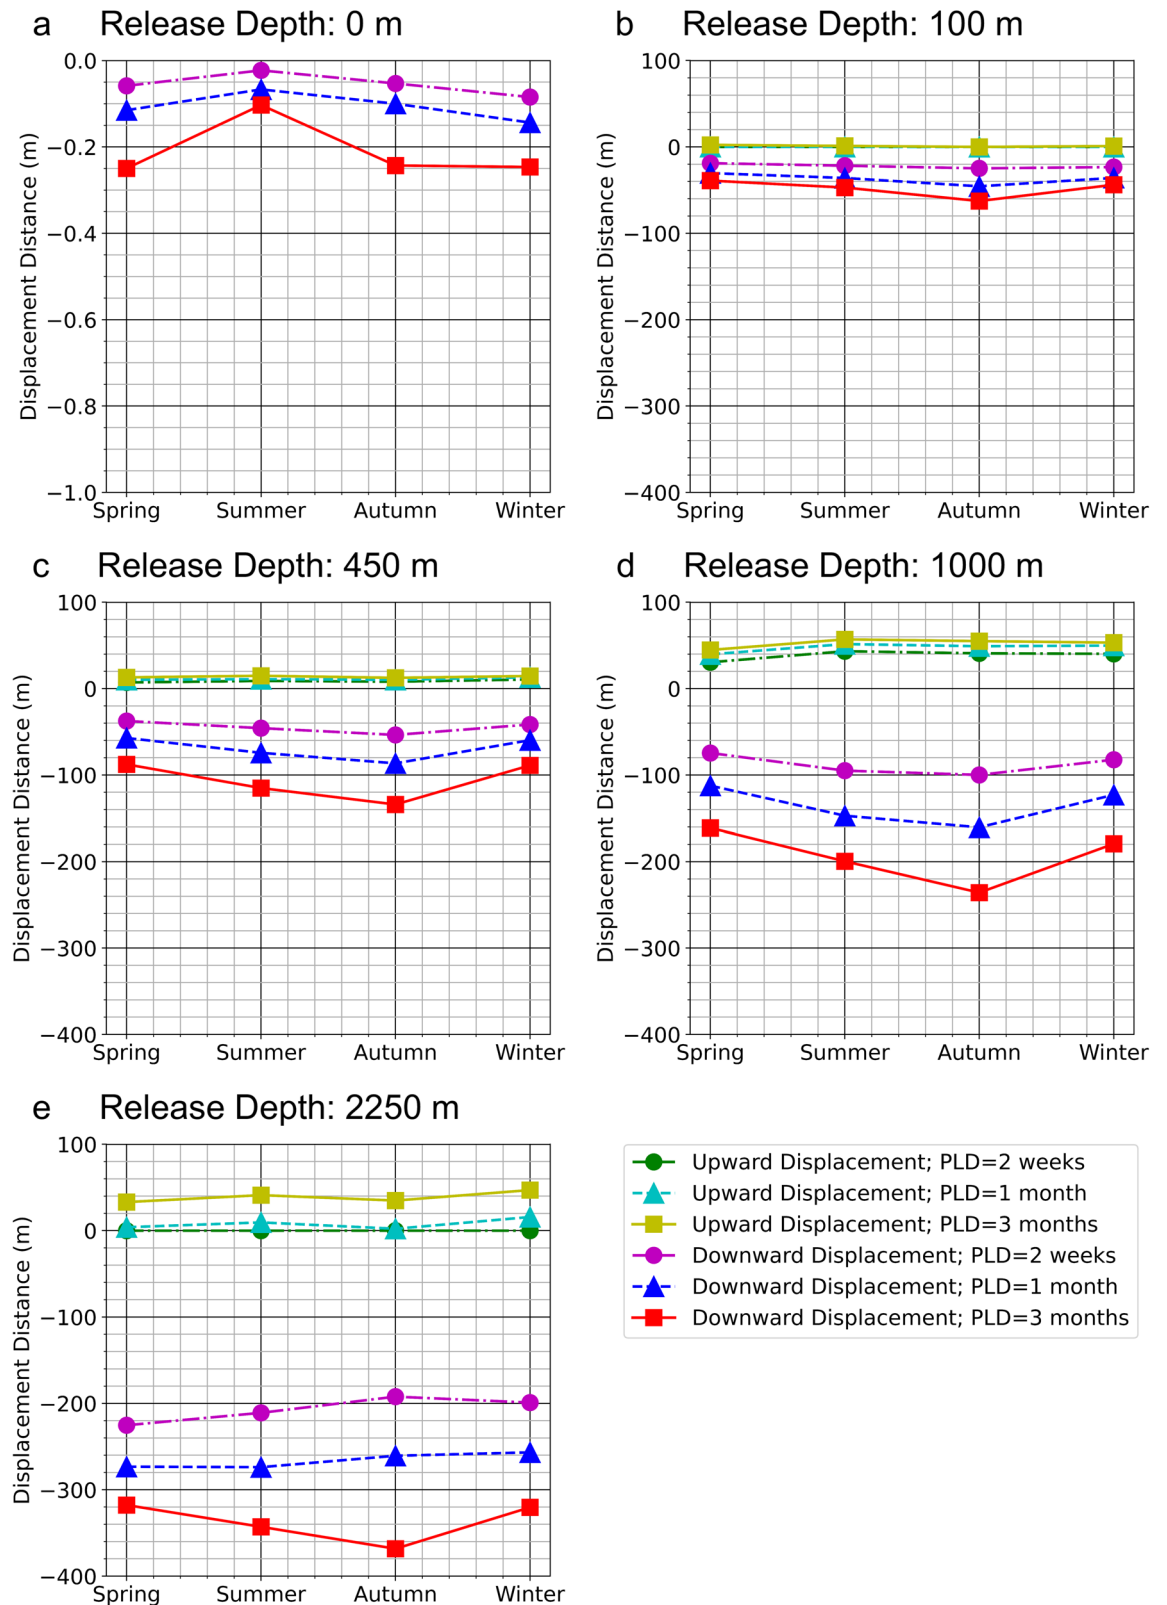 a Release Depth: 0 m
0.0
−0.2
−0.4
−0.6
−0.8
−1.0
Displacement Distance (m)
Spring Summer Autumn Winter
b Release Depth: 100 m
100
0
−100
−200
−300
−400
Displacement Distance (m)
Spring Summer Autumn Winter
c Release Depth: 450 m
100
0
−100
−200
−300
−400
Displacement Distance (m)
Spring Summer Autumn Winter
d Release Depth: 1000 m
100
0
−100
−200
−300
−400
Displacement Distance (m)
Spring Summer Autumn Winter
e Release Depth: 2250 m
100
0
−100
−200
−300
−400
Displacement Distance (m)
Spring Summer Autumn Winter
Upward Displacement; PLD=2 weeks
Upward Displacement; PLD=1 month
Upward Displacement; PLD=3 months
Downward Displacement; PLD=2 weeks
Downward Displacement; PLD=1 month
Downward Displacement; PLD=3 months